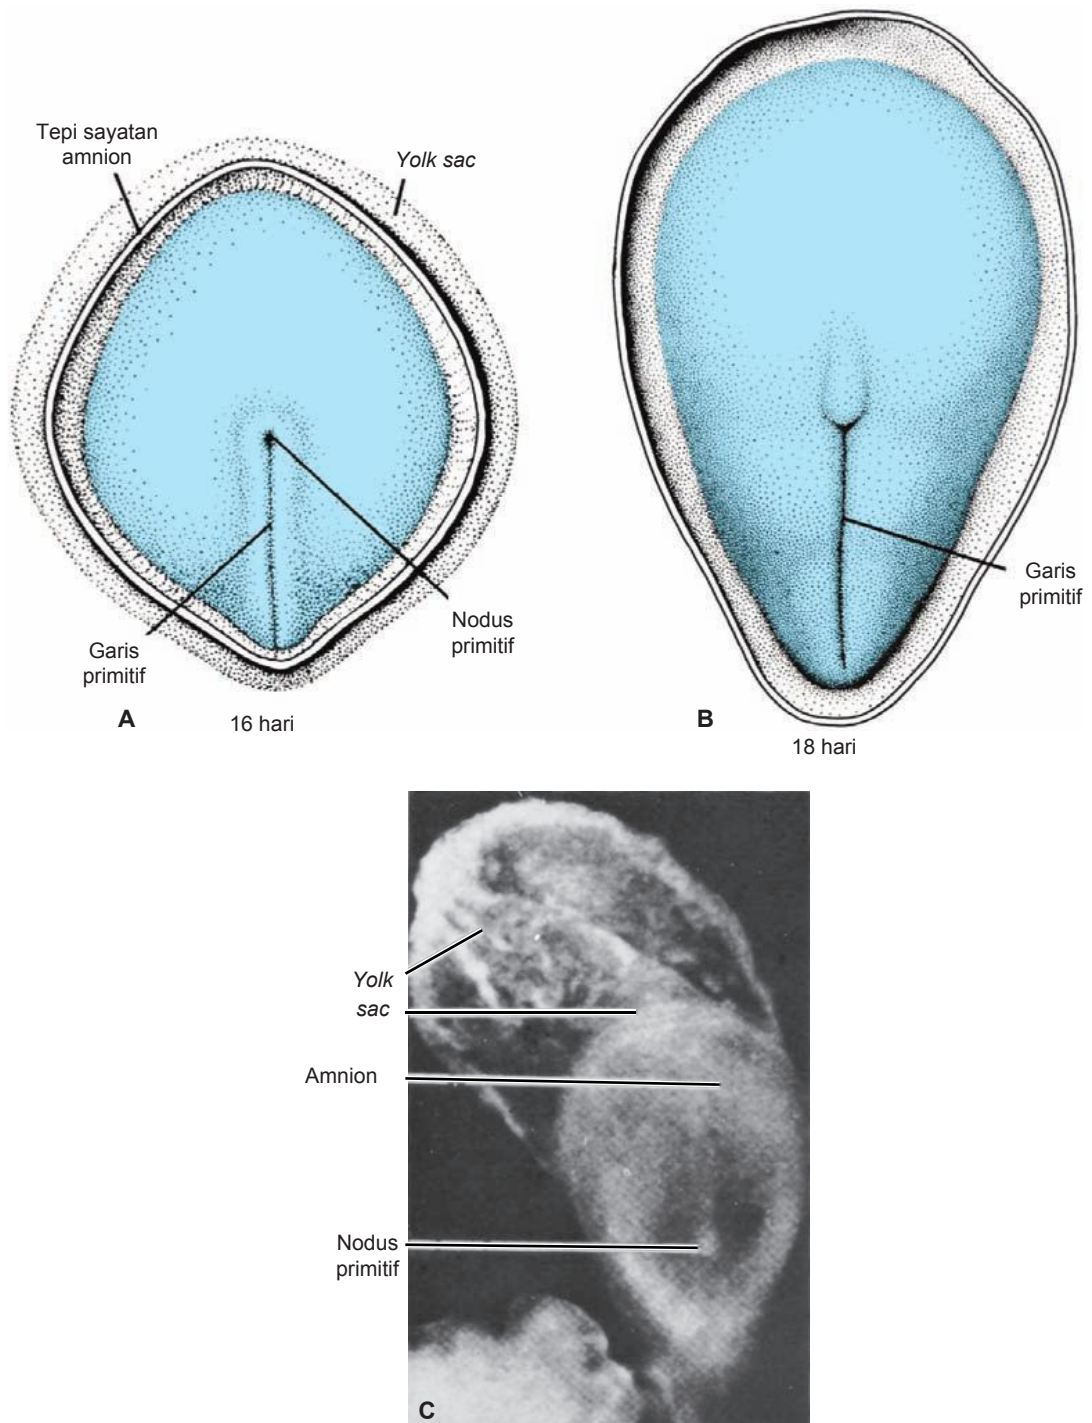 Tepi sayatan
amnion
Yolk sac
Garis
primitif
Nodus
primitif
A
16 hari
Garis
primitif
B
18 hari
Yolk
sac
Amnion
Nodus
primitif
C